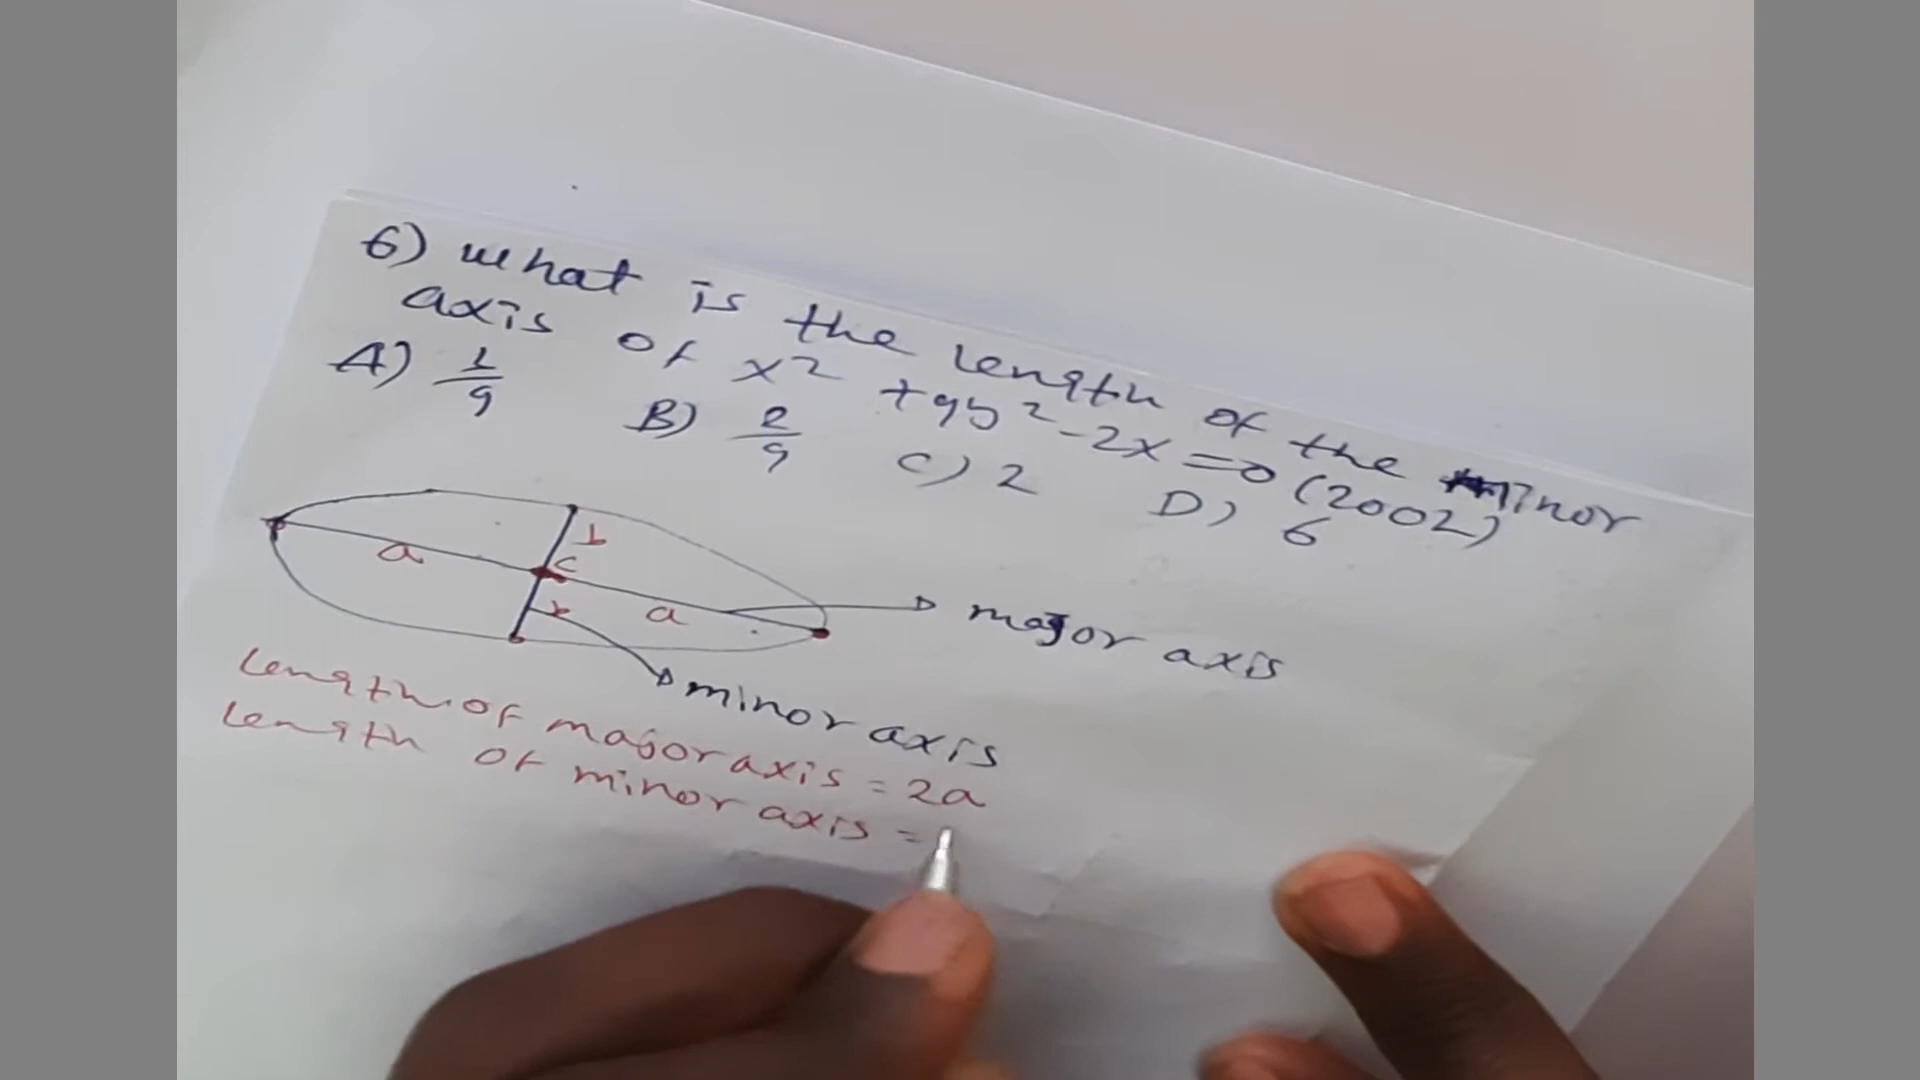 6) What is the length of the minor
axis of x² + 9y² - 2x = 0 (2002)
A) 1/9 B) 2/9 C) 2 D) 6
b
a c
b a major axis
minor axis
Length of major axis = 2a
Length of minor axis =